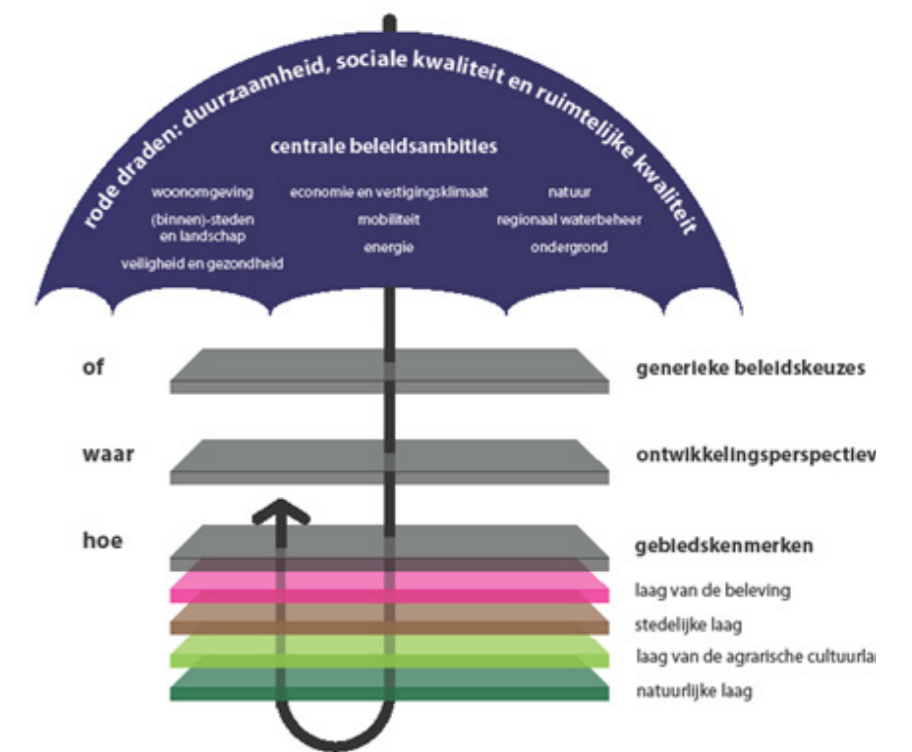 rode draden: duurzaamheid, sociale kwaliteit en ruimtelijke kwaliteit
centrale beleidsambities
woonomgeving
(binnen)-steden
en landschap
veiligheid en gezondheid
economie en vestigingsklimaat
mobiliteit
energie
natuur
regionaal waterbeheer
ondergrond
of
generieke beleidskeuzes
waar
ontwikkelingsperspectiev
hoe
gebiedskenmerken
laag van de beleving
stedelijke laag
laag van de agrarische cultuurla
natuurlijke laag